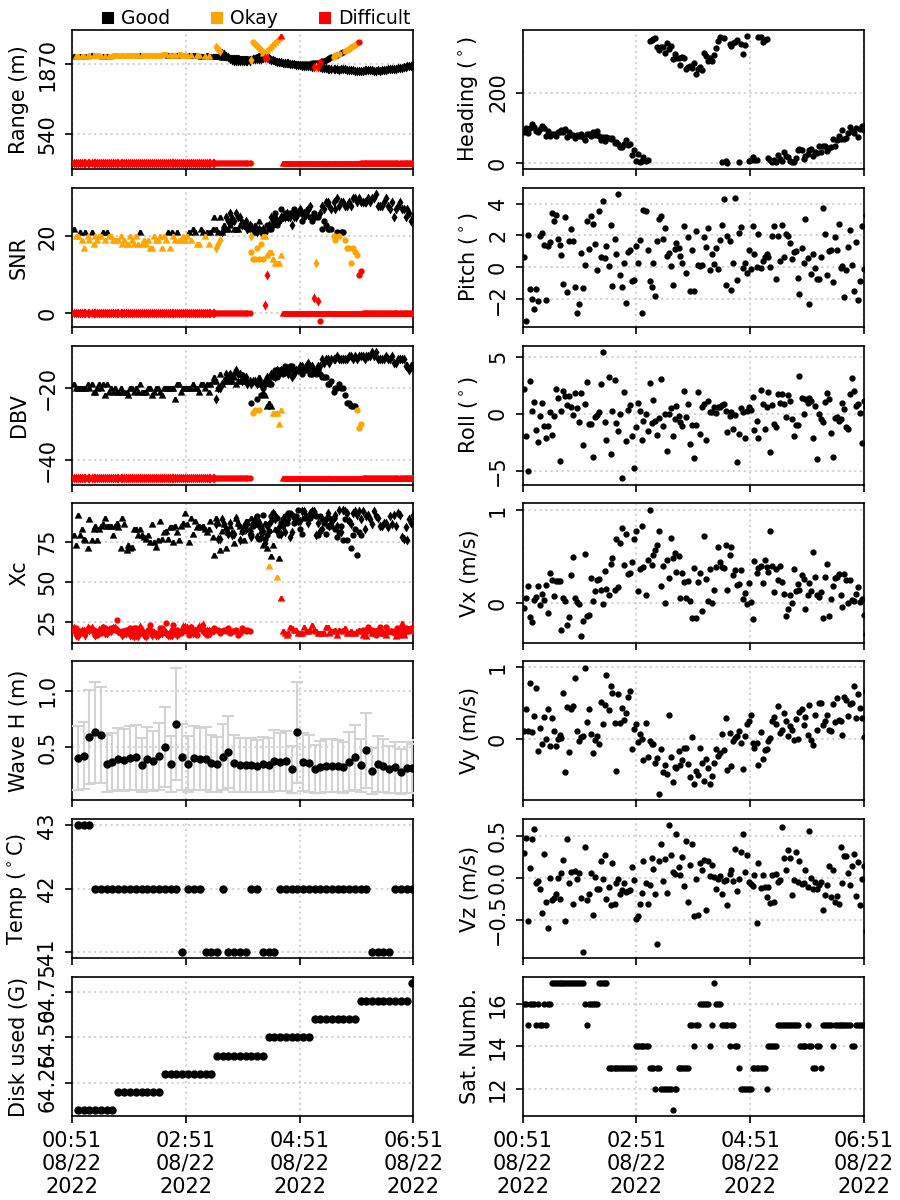 Good Okay Difficult
Range (m)
1870
540
Heading (°)
200
0
SNR
20
0
Pitch (°)
4
2
0
−2
DBV
−20
−40
Roll (°)
5
0
−5
Xc
75
50
25
Vx (m/s)
1
0
Wave H (m)
1.0
0.5
Vy (m/s)
1
0
Temp (°C)
43
42
41
Vz (m/s)
0.5
0.0
−0.5
Disk used (G)
64.75
64.50
64.25
Sat. Numb.
16
14
12
00:51 02:51 04:51 06:51 00:51 02:51 04:51 06:51
08/22 08/22 08/22 08/22 08/22 08/22 08/22 08/22
2022 2022 2022 2022 2022 2022 2022 2022